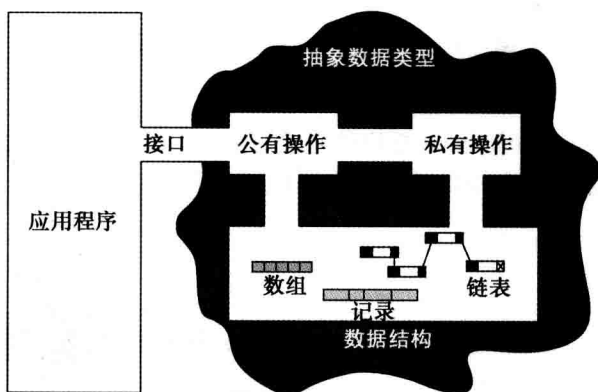 抽象数据类型
接口
公有操作
私有操作
应用程序
数组
记录
链表
数据结构